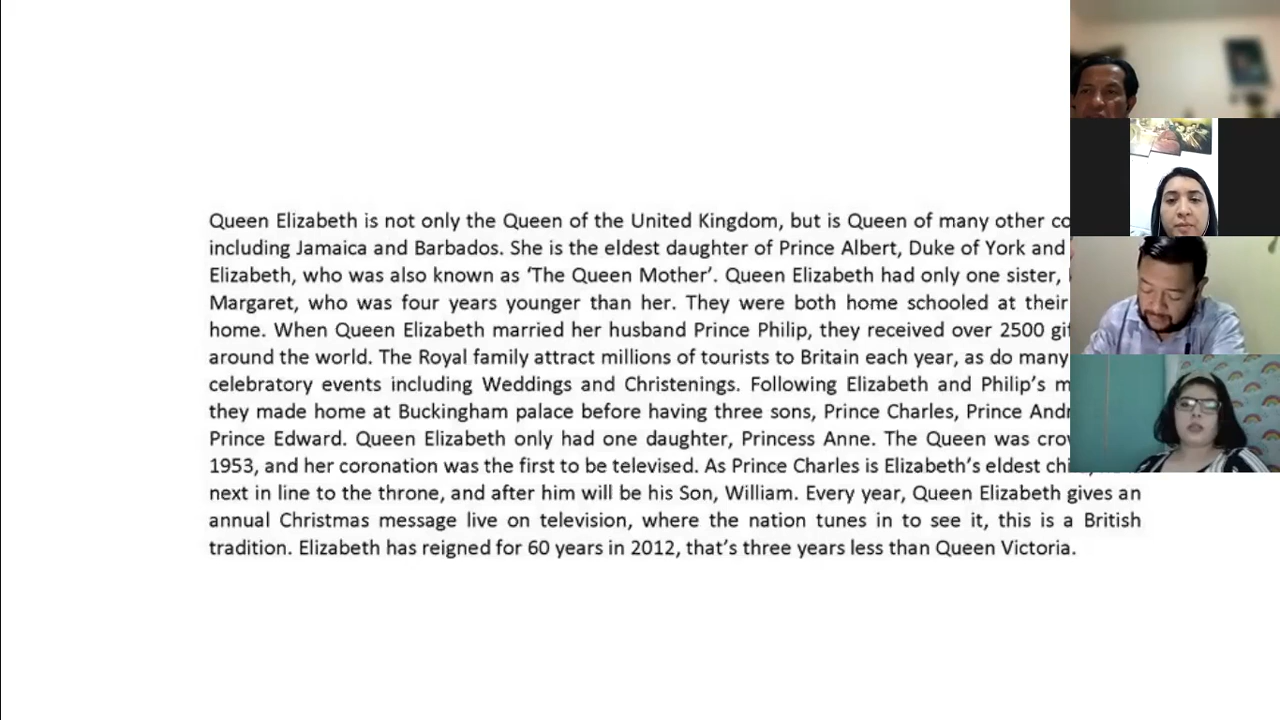 Queen Elizabeth is not only the Queen of the United Kingdom, but is Queen of many other
including Jamaica and Barbados. She is the eldest daughter of Prince Albert, Duke of York and
Elizabeth, who was also known as ‘The Queen Mother’. Queen Elizabeth had only one sister,
Margaret, who was four years younger than her. They were both home schooled at their
home. When Queen Elizabeth married her husband Prince Philip, they received over 2500
around the world. The Royal family attract millions of tourists to Britain each year, as do many
celebratory events including Weddings and Christenings. Following Elizabeth and Philip’s
they made home at Buckingham palace before having three sons, Prince Charles, Prince
Prince Edward. Queen Elizabeth only had one daughter, Princess Anne. The Queen was
1953, and her coronation was the first to be televised. As Prince Charles is Elizabeth’s eldest
next in line to the throne, and after him will be his Son, William. Every year, Queen Elizabeth gives an
annual Christmas message live on television, where the nation tunes in to see it, this is a British
tradition. Elizabeth has reigned for 60 years in 2012, that’s three years less than Queen Victoria.